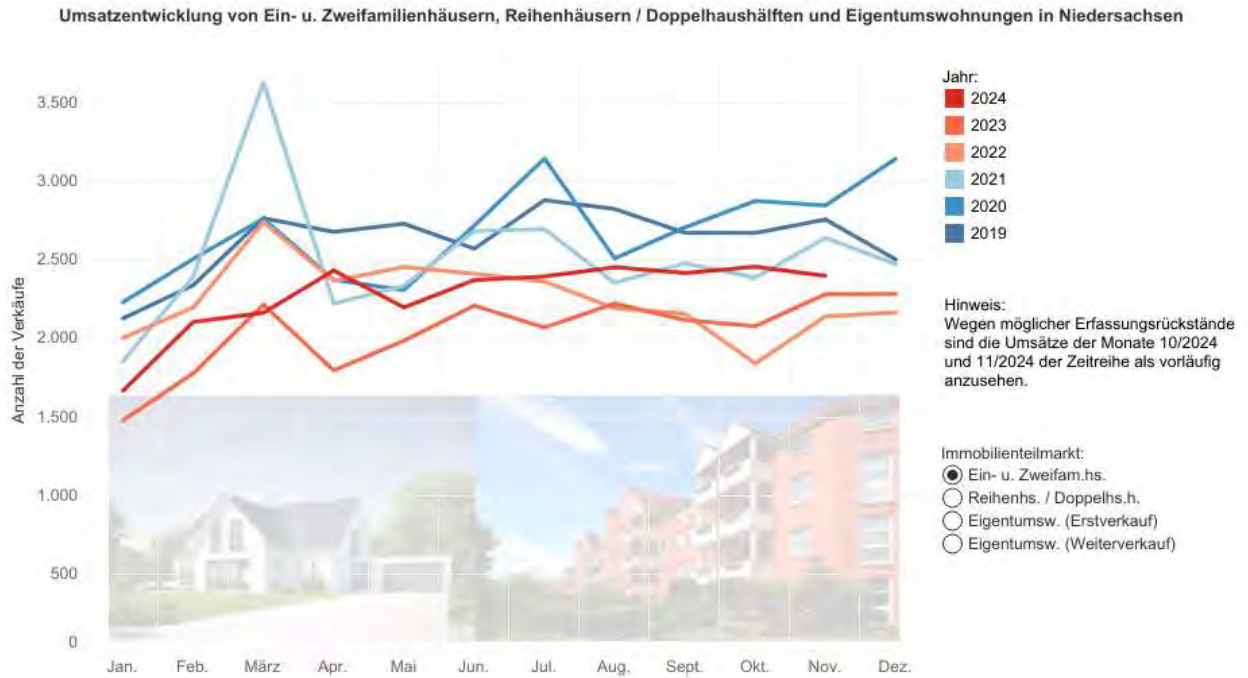 Umsatzentwicklung von Ein- u. Zweifamilienhäusern, Reihenhäusern / Doppelhaushälften und Eigentumswohnungen in Niedersachsen
Anzahl der Verkäufe
3.500
3.000
2.500
2.000
1.500
1.000
500
0
Jan. Feb. März Apr. Mai Jun. Jul. Aug. Sept. Okt. Nov. Dez.
Jahr:
2024
2023
2022
2021
2020
2019
Hinweis:
Wegen möglicher Erfassungsrückstände
sind die Umsätze der Monate 10/2024
und 11/2024 der Zeitreihe als vorläufig
anzusehen.
Immobilienteilmarkt:
Ein- u. Zweifam.hs.
Reihenhs. / Doppelhs.h.
Eigentumsw. (Erstverkauf)
Eigentumsw. (Weiterverkauf)